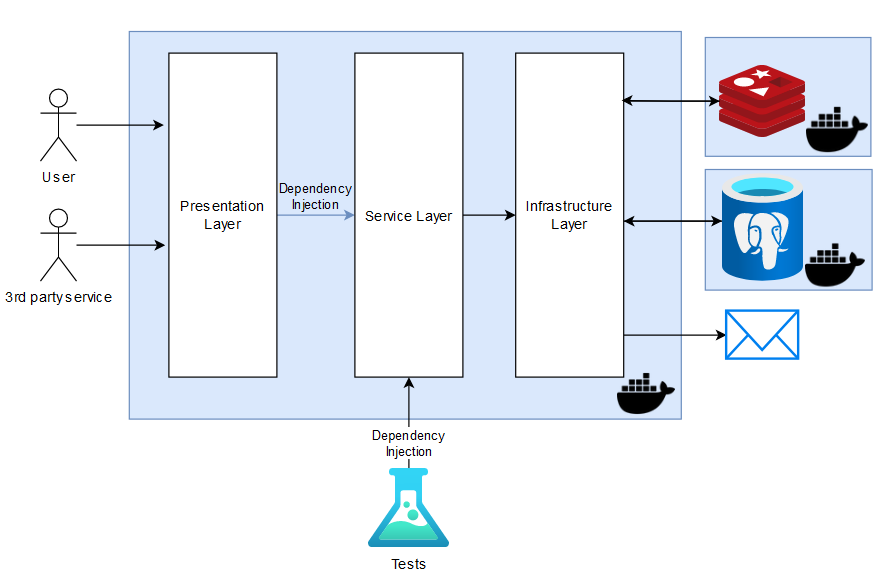 User
3rd party service
Presentation
Layer
Dependency
Injection
Service Layer
Infrastructure
Layer
Dependency
Injection
Tests